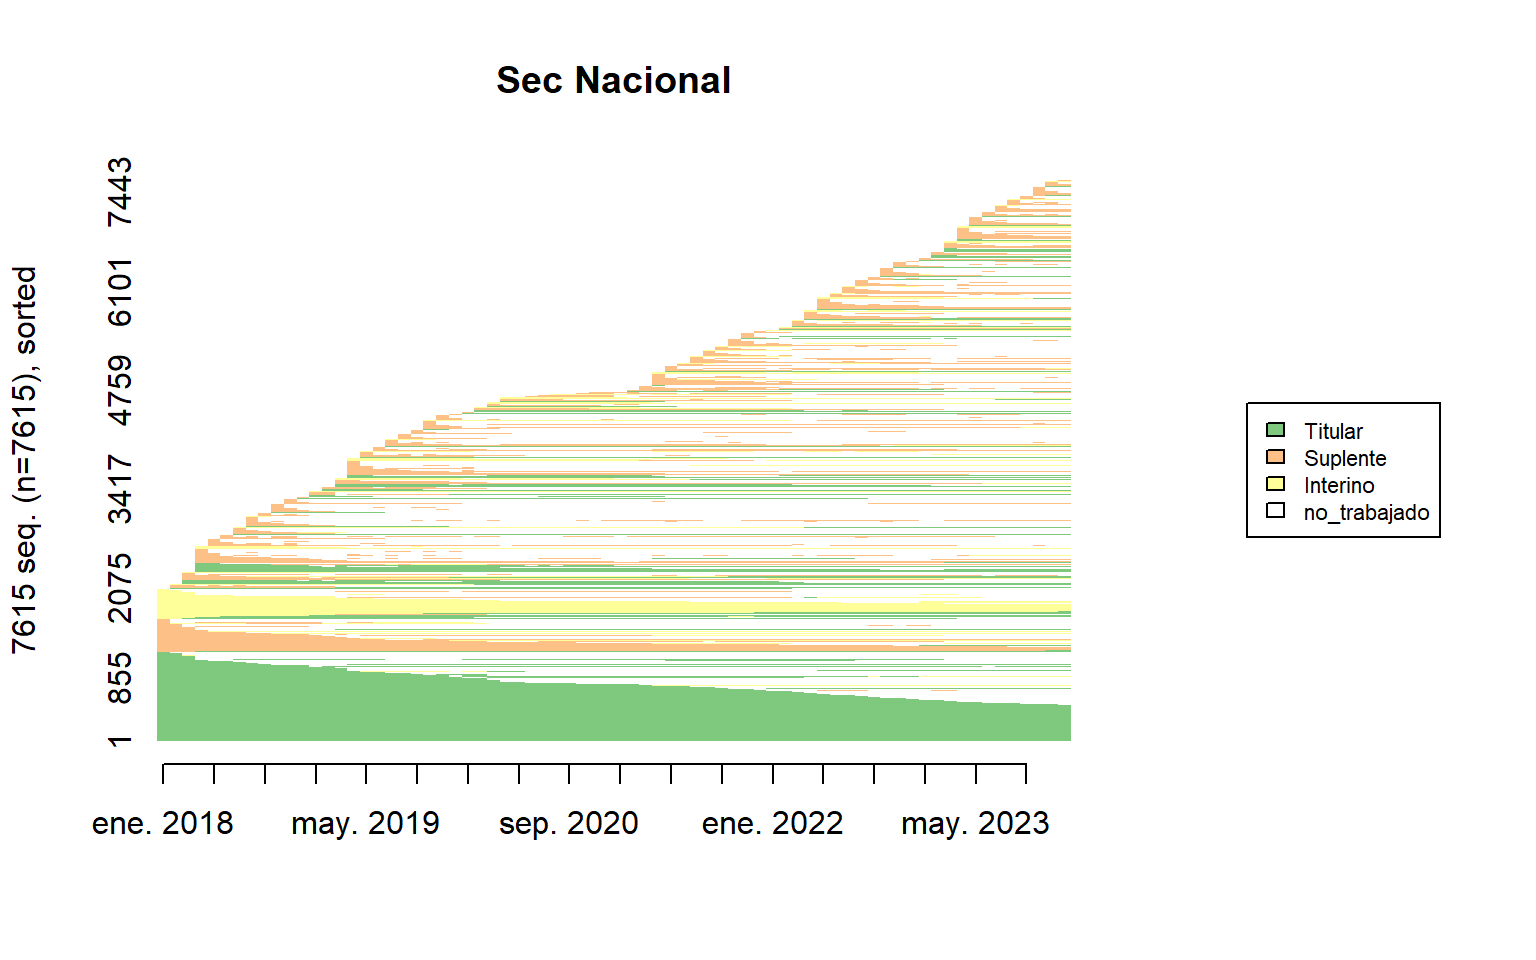 Sec Nacional
7615 seq. (n=7615), sorted
7443
6101
4759
3417
2075
855
1
ene. 2018 may. 2019 sep. 2020 ene. 2022 may. 2023
Titular
Suplente
Interino
no_trabajado